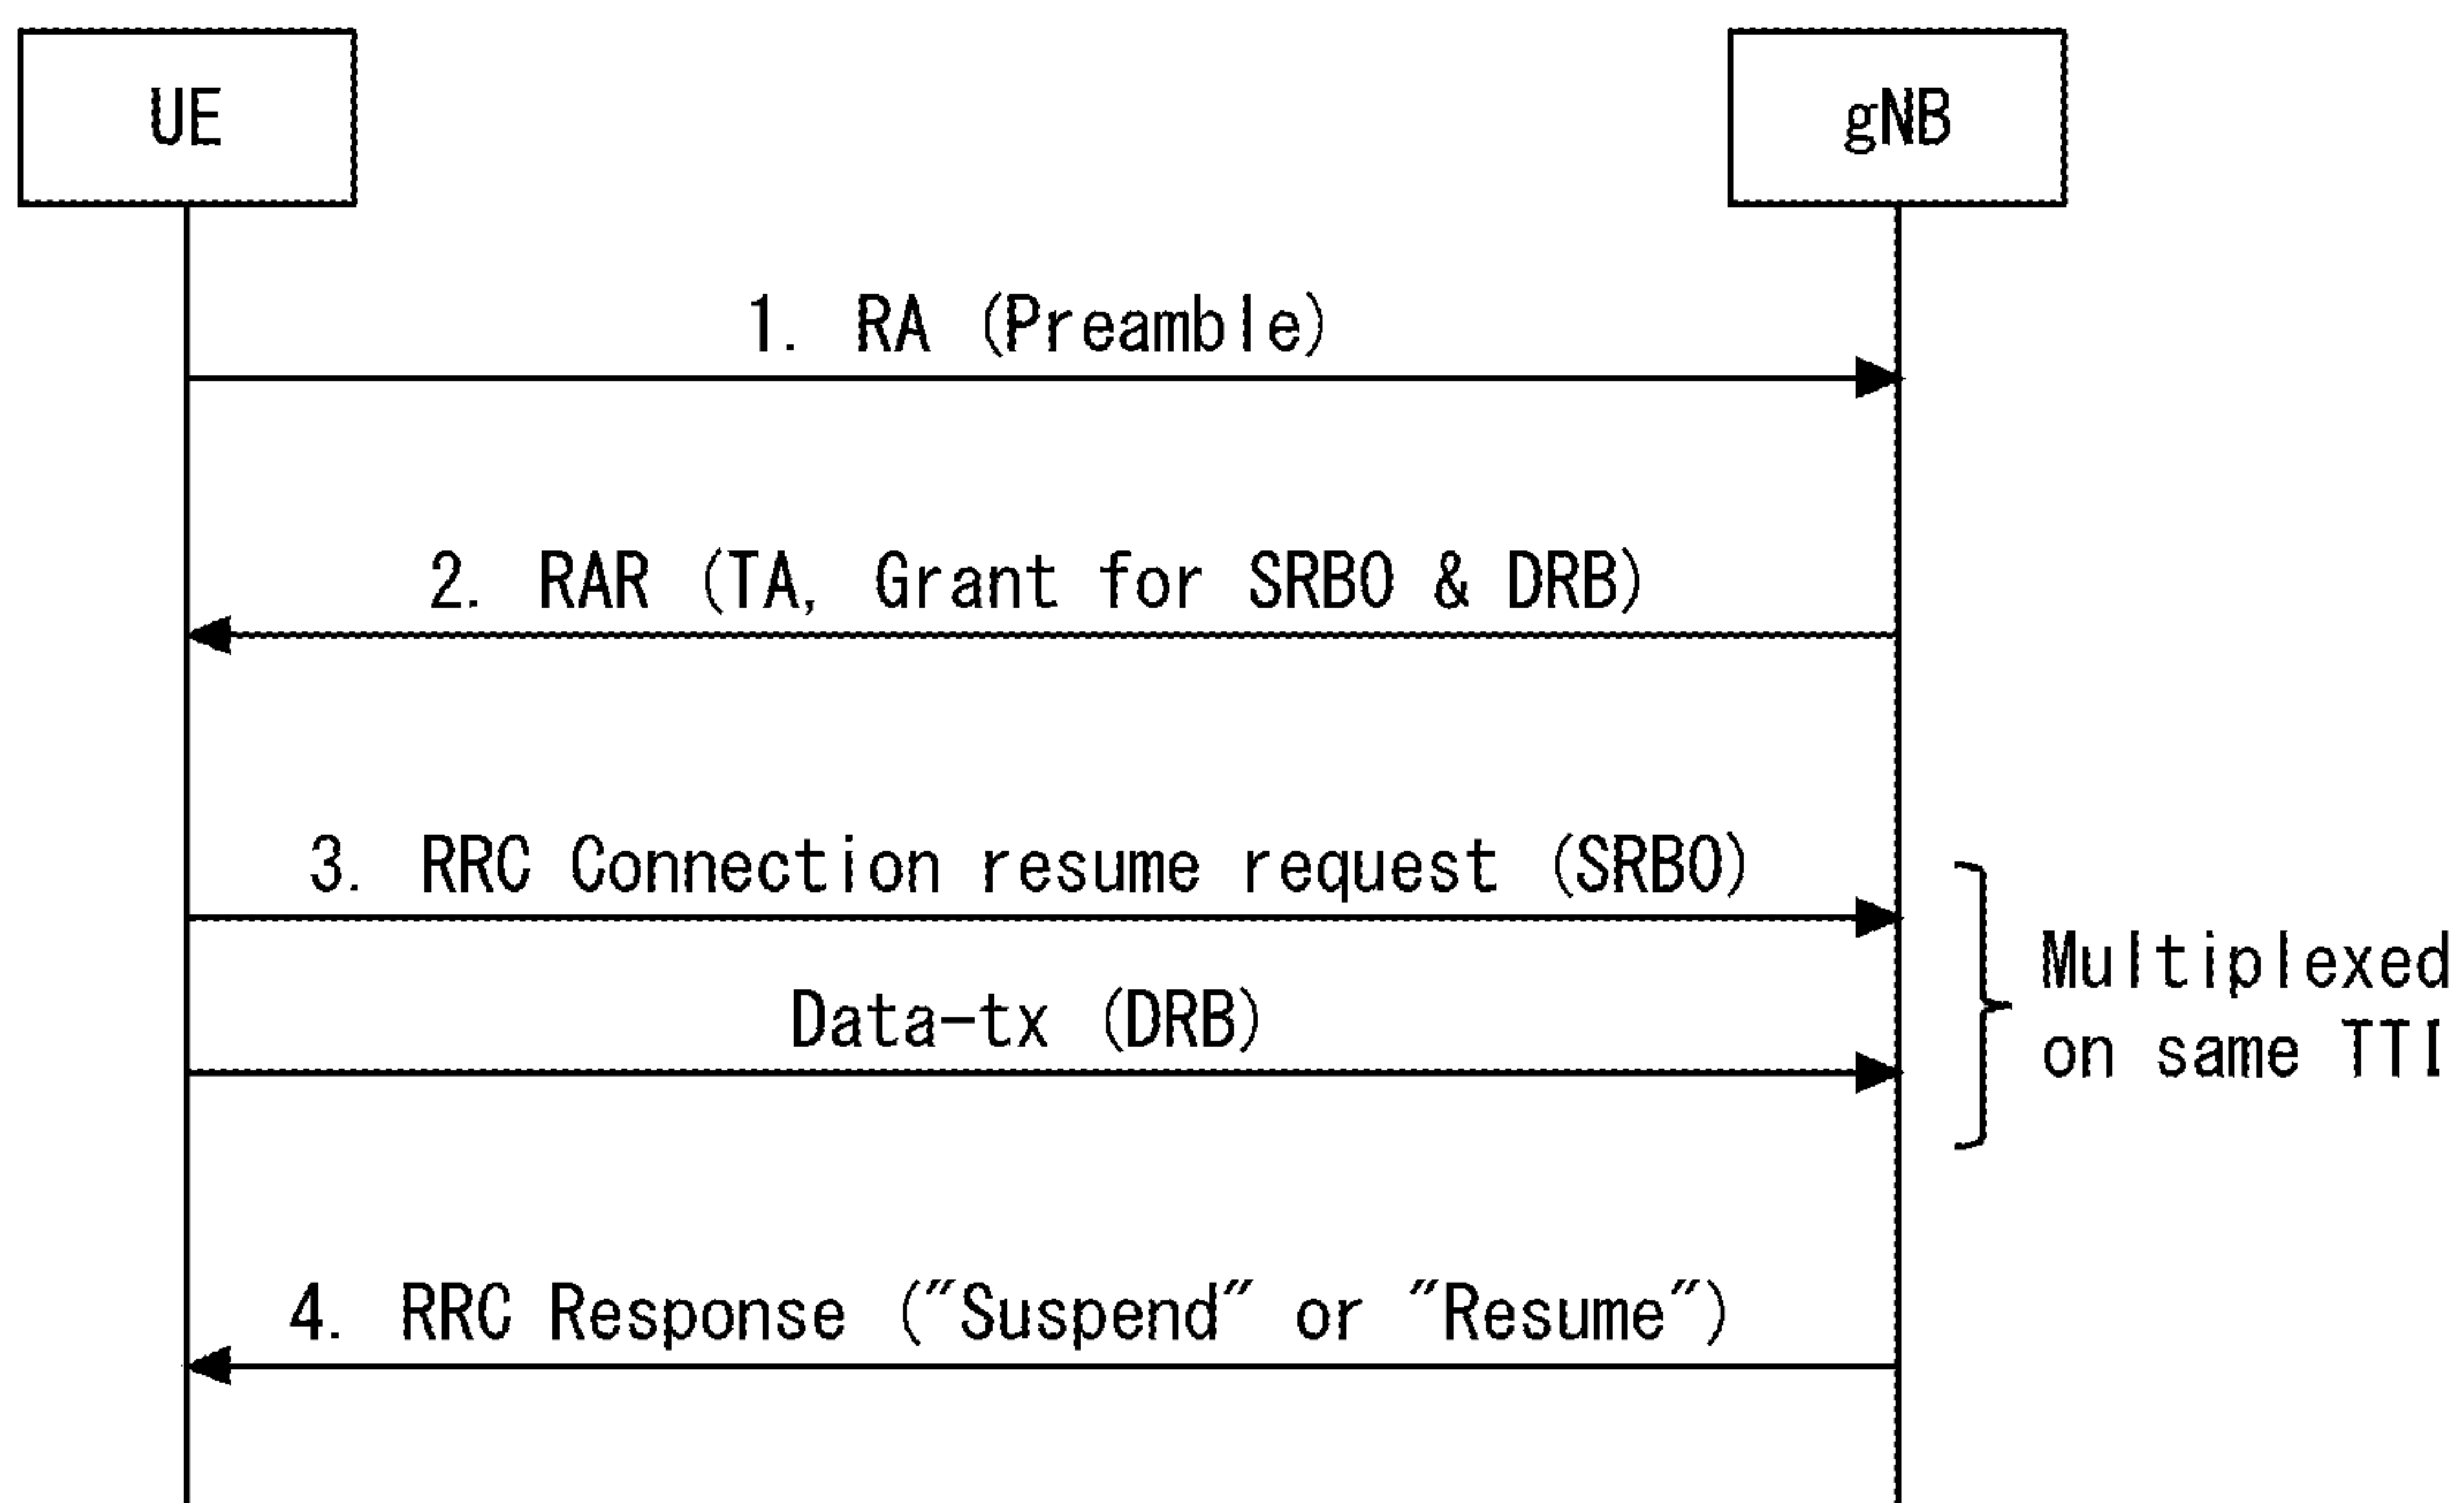 UE
gNB
1. RA (Preamble)
2. RAR (TA, Grant for SRB0 & DRB)
3. RRC Connection resume request (SRB0)
Data-tx (DRB)
Multiplexed
on same TTI
4. RRC Response ("Suspend" or "Resume")